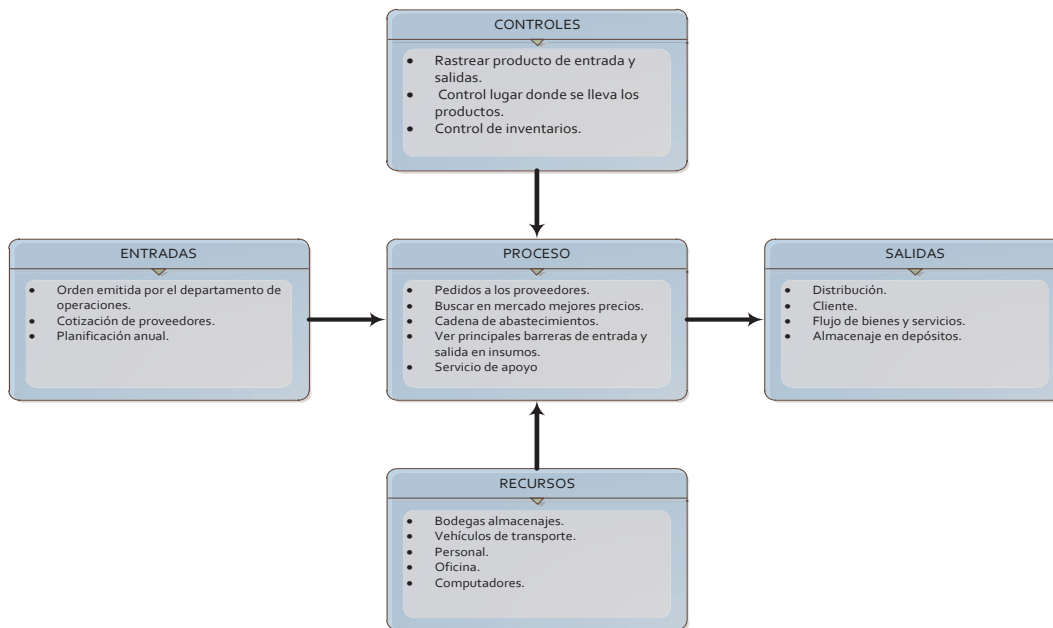 CONTROLES
• Rastrear producto de entrada y
salidas.
• Control lugar donde se lleva los
productos.
• Control de inventarios.
ENTRADAS
• Orden emitida por el departamento de
operaciones.
• Cotización de proveedores.
• Planificación anual.
PROCESO
• Pedidos a los proveedores.
• Buscar en mercado mejores precios.
• Cadena de abastecimientos.
• Ver principales barreras de entrada y
salida en insumos.
• Servicio de apoyo
SALIDAS
• Distribución.
• Cliente.
• Flujo de bienes y servicios.
• Almacenaje en depósitos.
RECURSOS
• Bodegas almacenajes.
• Vehículos de transporte.
• Personal.
• Oficina.
• Computadores.